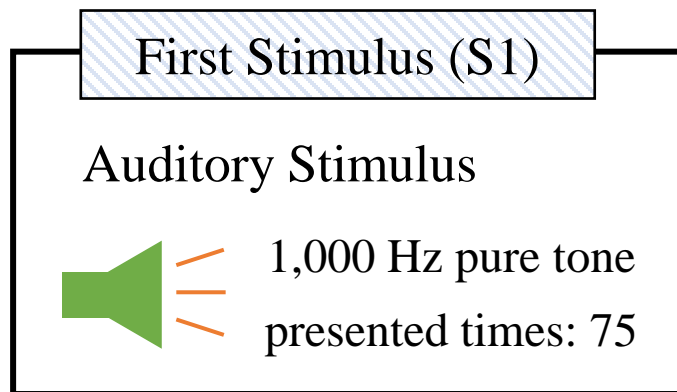 First Stimulus (S1)
Auditory Stimulus
1,000 Hz pure tone
presented times: 75